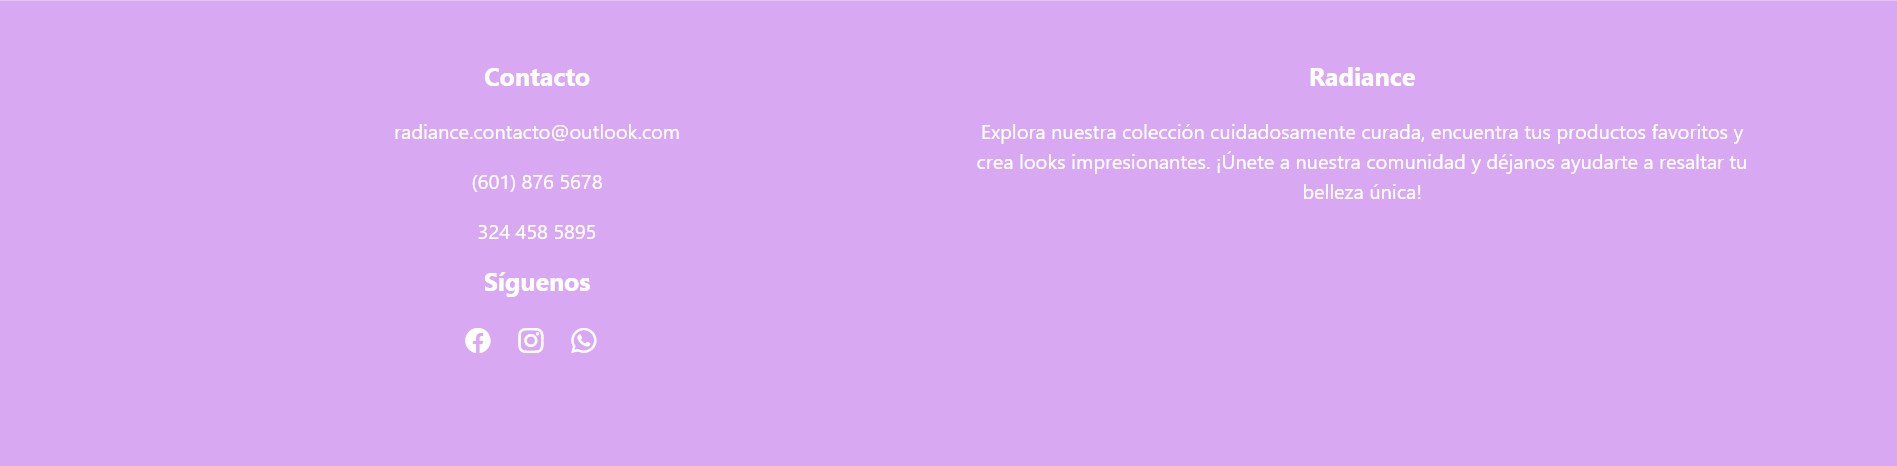 Contacto
radiance.contacto@outlook.com
(601) 876 5678
324 458 5895
Síguenos
Radiance
Explora nuestra colección cuidadosamente curada, encuentra tus productos favoritos y
crea looks impresionantes. ¡Únete a nuestra comunidad y déjanos ayudarte a resaltar tu
belleza única!